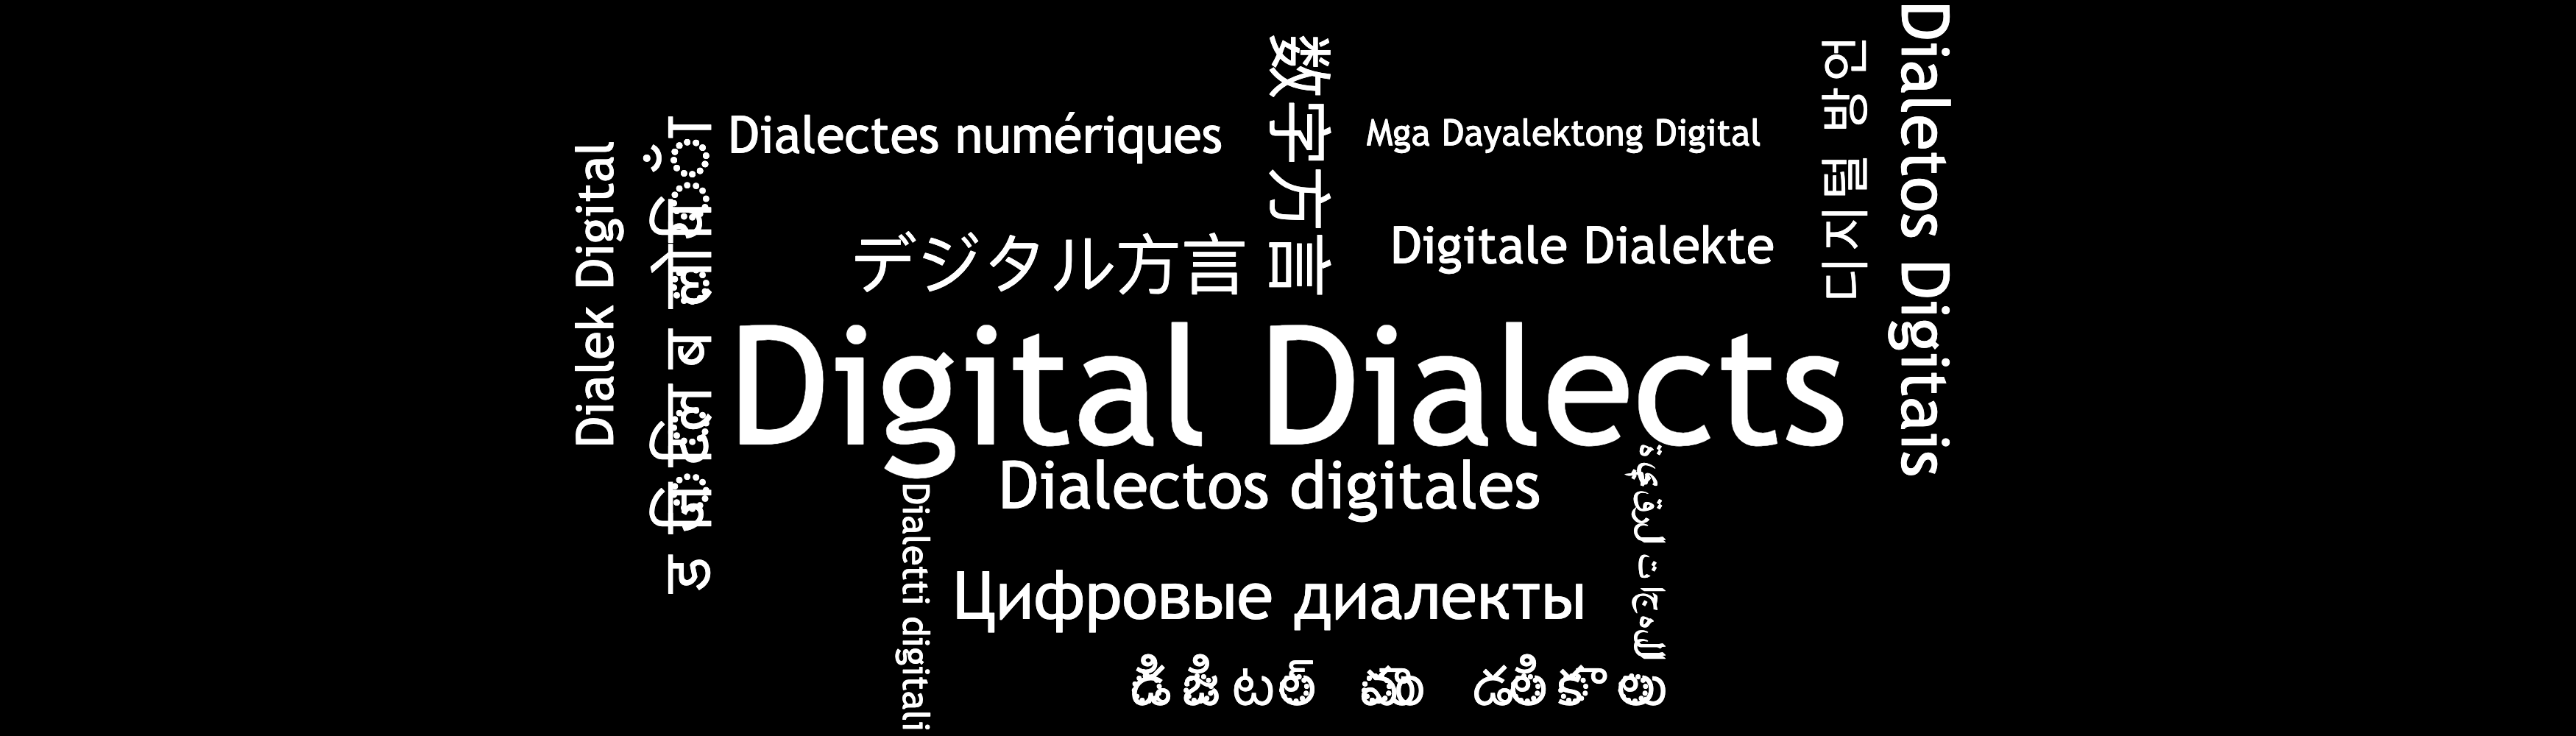 Dialek Digital
Dialectes numériques
数字方言
Mga Dayalektong Digital
디지털 방언
Dialetos Digitais
デジタル方言
Digitale Dialekte
Digital Dialects
Dialectos digitales
Dialetti digitali
Цифровые диалекты